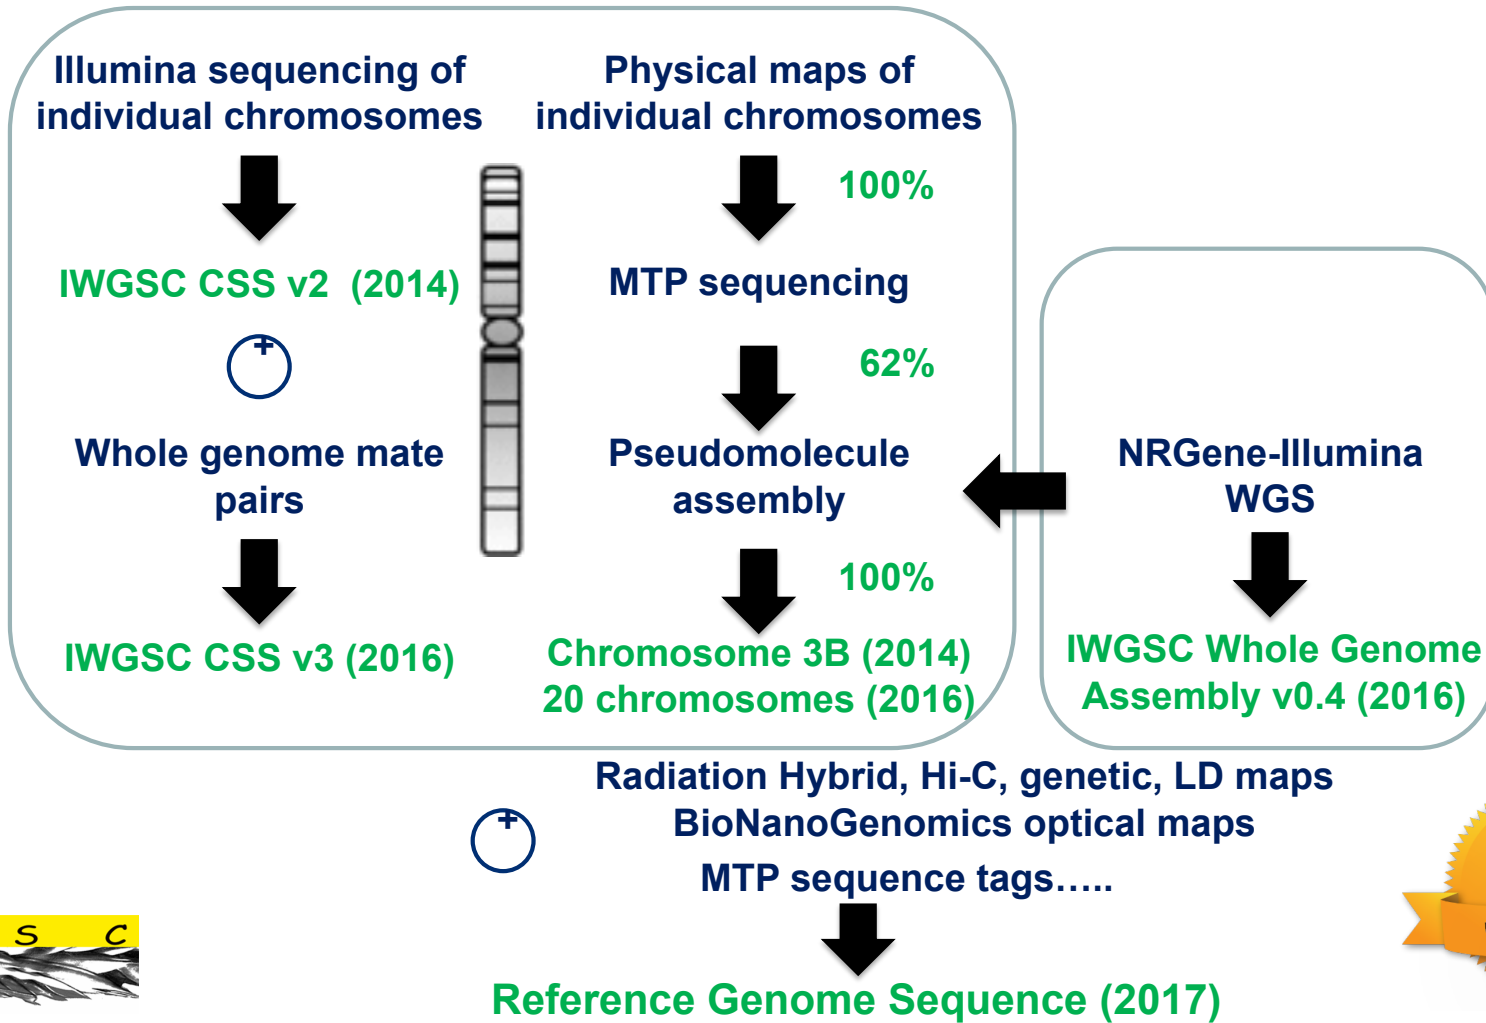 Illumina sequencing of
individual chromosomes
IWGSC CSS v2 (2014)
+
Whole genome mate
pairs
IWGSC CSS v3 (2016)
Physical maps of
individual chromosomes
100%
MTP sequencing
62%
Pseudomolecule
assembly
100%
Chromosome 3B (2014)
20 chromosomes (2016)
NRGene-Illumina
WGS
IWGSC Whole Genome
Assembly v0.4 (2016)
Radiation Hybrid, Hi-C, genetic, LD maps
+
BioNanoGenomics optical maps
MTP sequence tags.....
Reference Genome Sequence (2017)
S C